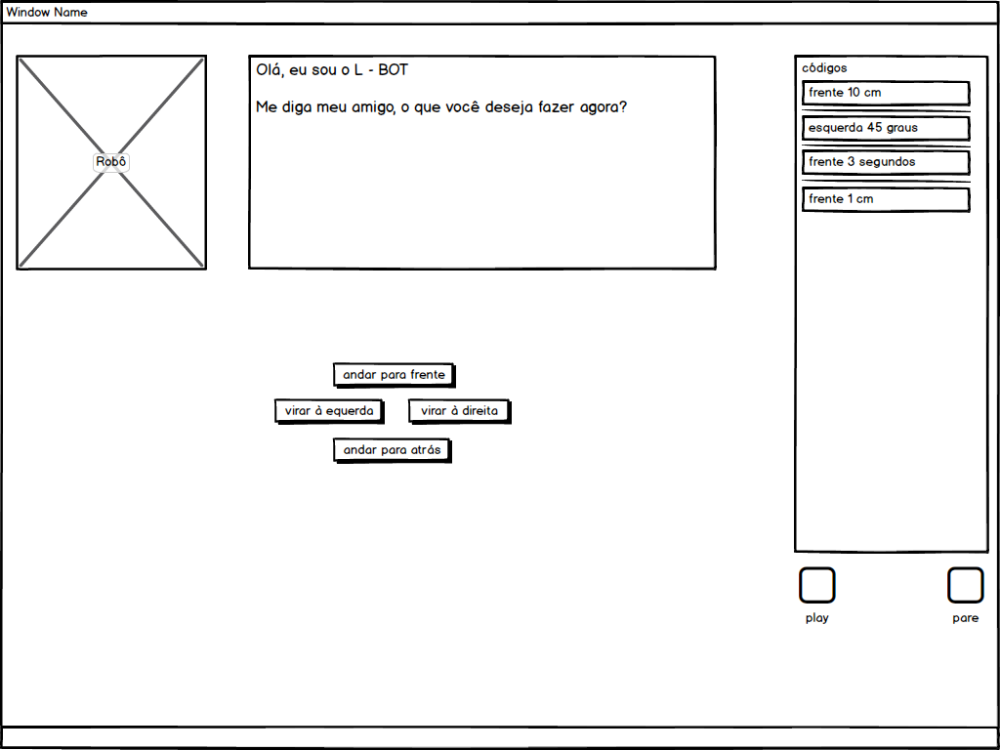 Window Name
Robô
Olá, eu sou o L - BOT
Me diga meu amigo, o que você deseja fazer agora?
códigos
frente 10 cm
esquerda 45 graus
frente 3 segundos
frente 1 cm
andar para frente
virar à equerda
virar à direita
andar para atrás
play
pare